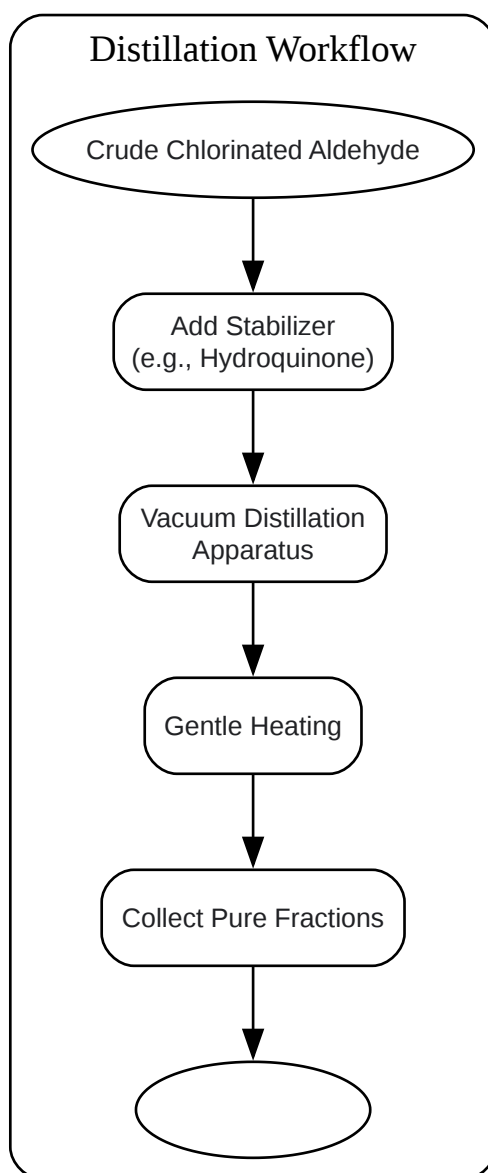 Distillation Workflow
Crude Chlorinated Aldehyde
Add Stabilizer
(e.g., Hydroquinone)
Vacuum Distillation
Apparatus
Gentle Heating
Collect Pure Fractions